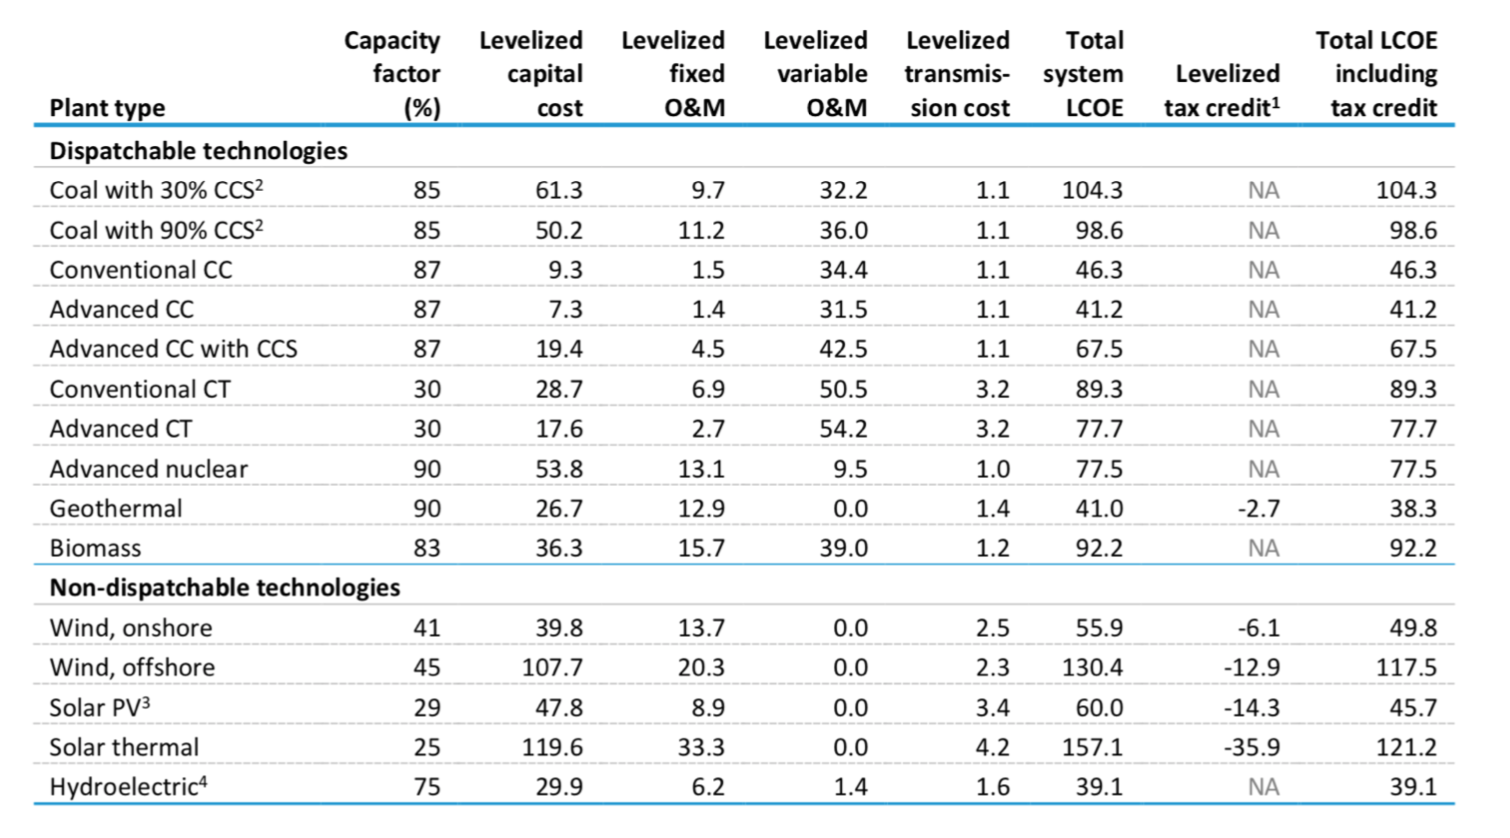 Capacity Levelized Levelized Levelized Levelized Total Total LCOE
factor capital fixed variable transmis- system Levelized including
Plant type (%) cost O&M O&M sion cost LCOE tax credit¹ tax credit
Dispatchable technologies
Coal with 30% CCS² 85 61.3 9.7 32.2 1.1 104.3 NA 104.3
Coal with 90% CCS² 85 50.2 11.2 36.0 1.1 98.6 NA 98.6
Conventional CC 87 9.3 1.5 34.4 1.1 46.3 NA 46.3
Advanced CC 87 7.3 1.4 31.5 1.1 41.2 NA 41.2
Advanced CC with CCS 87 19.4 4.5 42.5 1.1 67.5 NA 67.5
Conventional CT 30 28.7 6.9 50.5 3.2 89.3 NA 89.3
Advanced CT 30 17.6 2.7 54.2 3.2 77.7 NA 77.7
Advanced nuclear 90 53.8 13.1 9.5 1.0 77.5 NA 77.5
Geothermal 90 26.7 12.9 0.0 1.4 41.0 -2.7 38.3
Biomass 83 36.3 15.7 39.0 1.2 92.2 NA 92.2
Non-dispatchable technologies
Wind, onshore 41 39.8 13.7 0.0 2.5 55.9 -6.1 49.8
Wind, offshore 45 107.7 20.3 0.0 2.3 130.4 -12.9 117.5
Solar PV³ 29 47.8 8.9 0.0 3.4 60.0 -14.3 45.7
Solar thermal 25 119.6 33.3 0.0 4.2 157.1 -35.9 121.2
Hydroelectric⁴ 75 29.9 6.2 1.4 1.6 39.1 NA 39.1